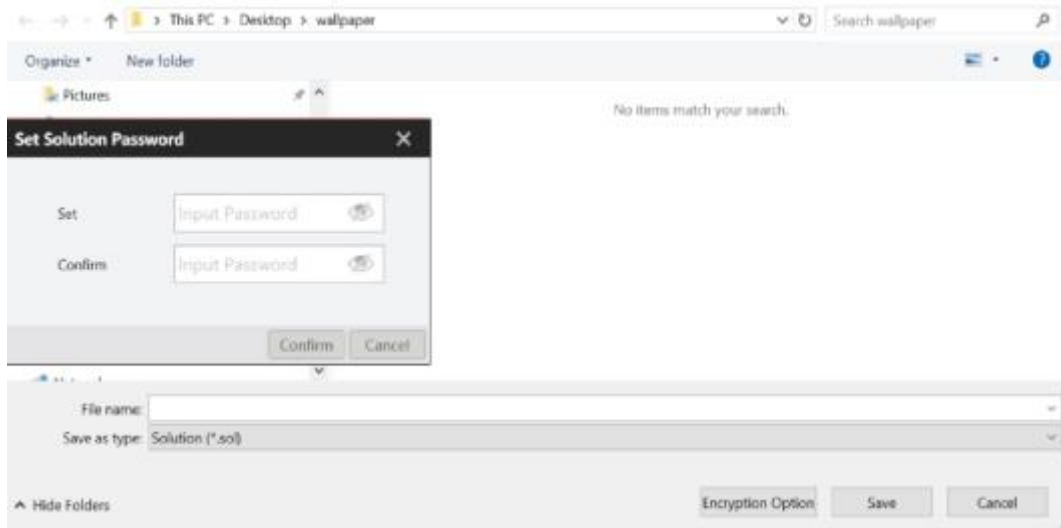 This PC > Desktop > wallpaper
Search wallpaper
Organize
New folder
Pictures
No items match your search.
Set Solution Password
Set
Input Password
Confirm
Input Password
Confirm
Cancel
File name:
Save as type:
Solution (*.sol)
Hide Folders
Encryption Option
Save
Cancel